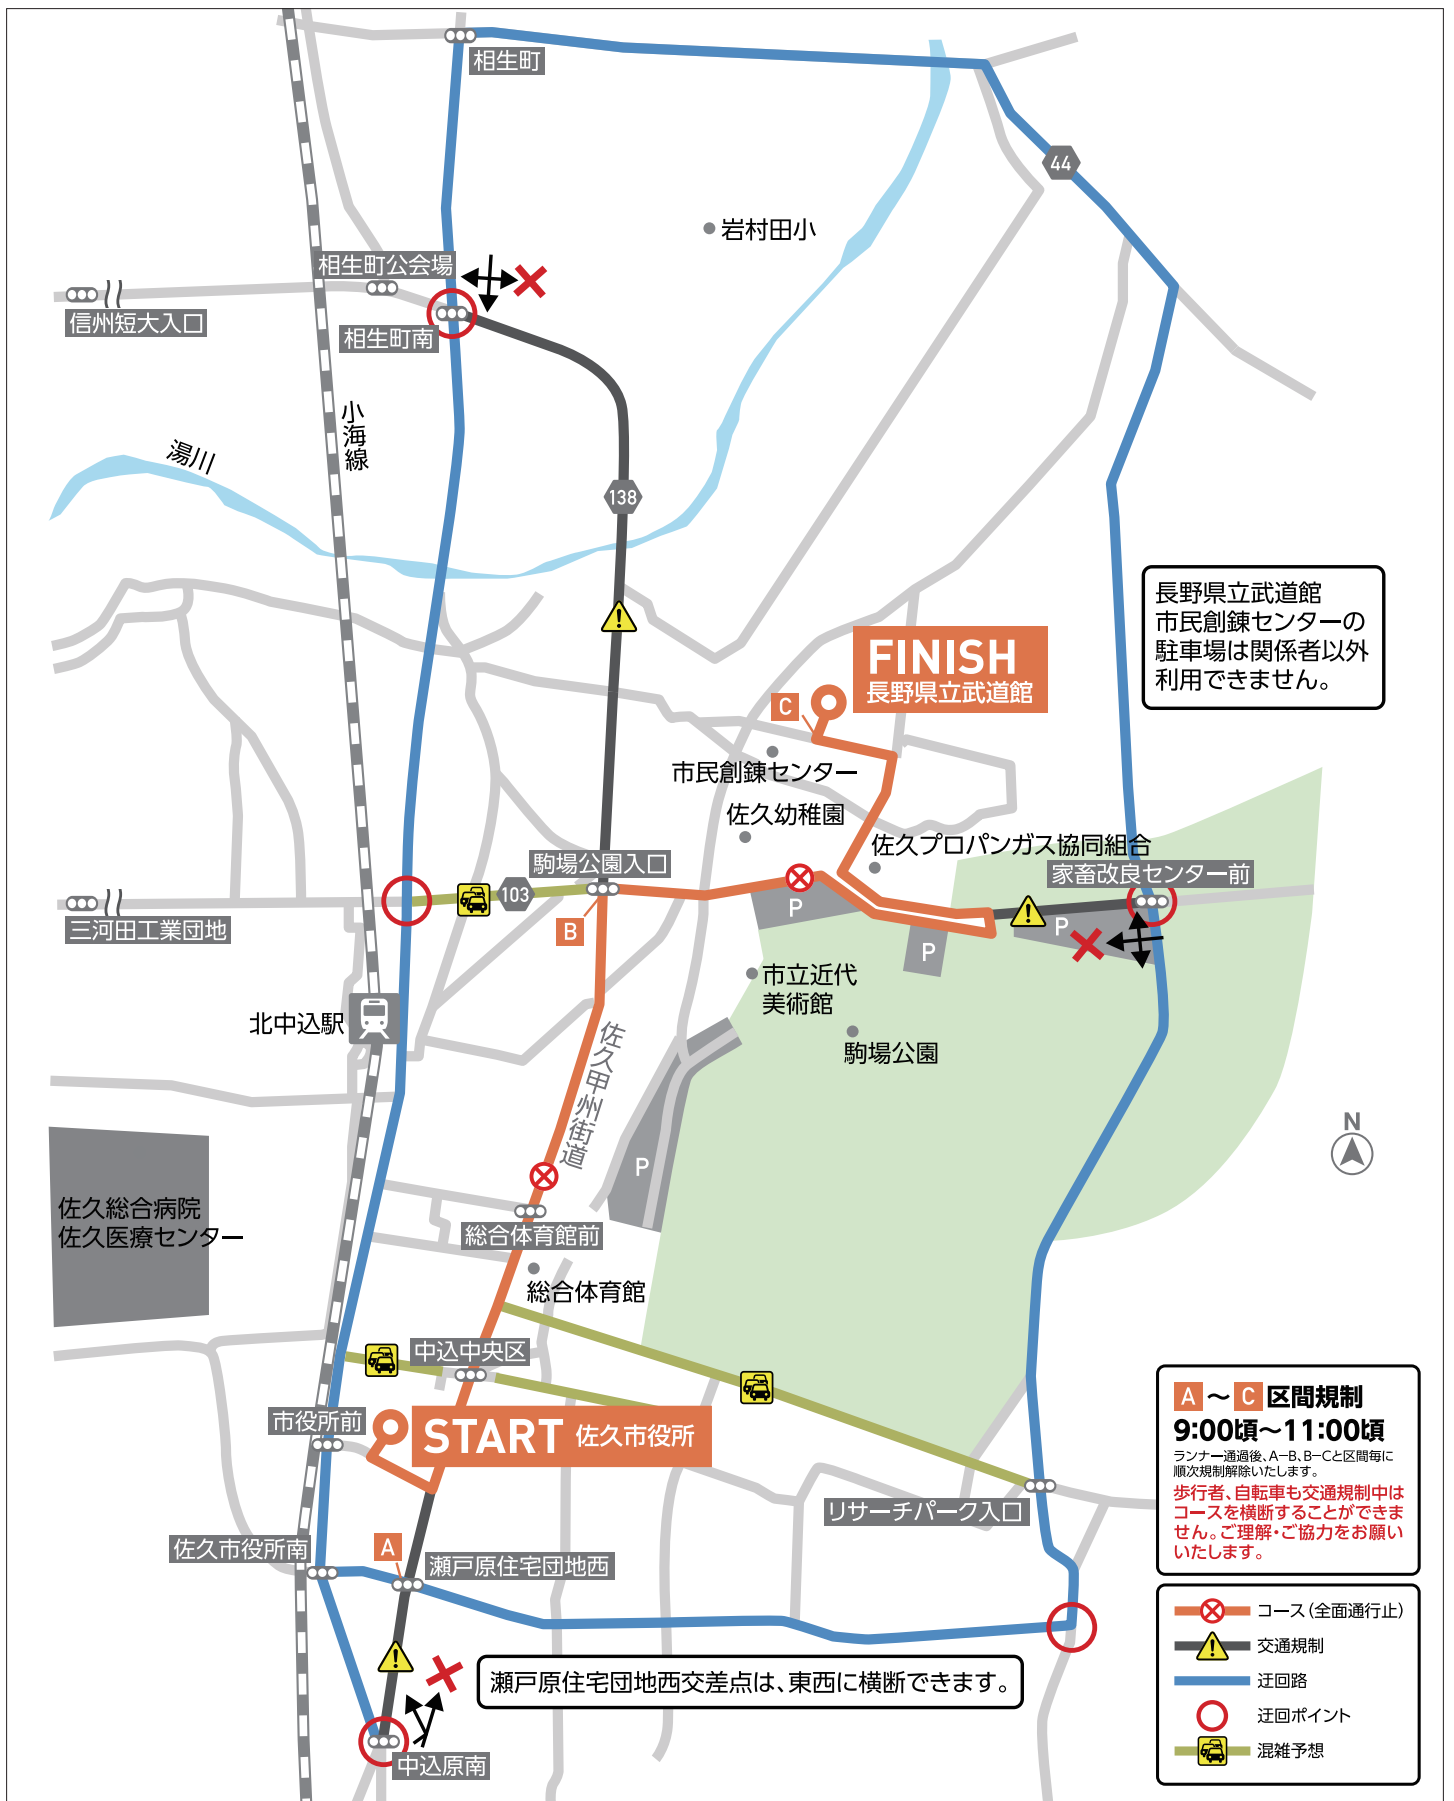 相生町
44
岩村田小
相生町公会場
信州短大入口
相生町南
小海線
湯川
138
長野県立武道館
市民創錬センターの
駐車場は関係者以外
利用できません。
FINISH
長野県立武道館
C
市民創錬センター
佐久幼稚園
佐久プロパンガス協同組合
駒場公園入口
家畜改良センター前
103
三河田工業団地
B
P
P
P
市立近代
美術館
北中込駅
駒場公園
佐久甲州街道
N
P
佐久総合病院
佐久医療センター
総合体育館前
総合体育館
中込中央区
市役所前
START 佐久市役所
リサーチパーク入口
佐久市役所南
A
瀬戸原住宅団地西
瀬戸原住宅団地西交差点は、東西に横断できます。
中込原南
A～C 区間規制
9:00頃～11:00頃
ランナー通過後、A−B、B−Cと区間毎に
順次規制解除いたします。
歩行者、自転車も交通規制中は
コースを横断することができま
せん。ご理解・ご協力をお願い
いたします。
コース（全面通行止）
交通規制
迂回路
迂回ポイント
混雑予想